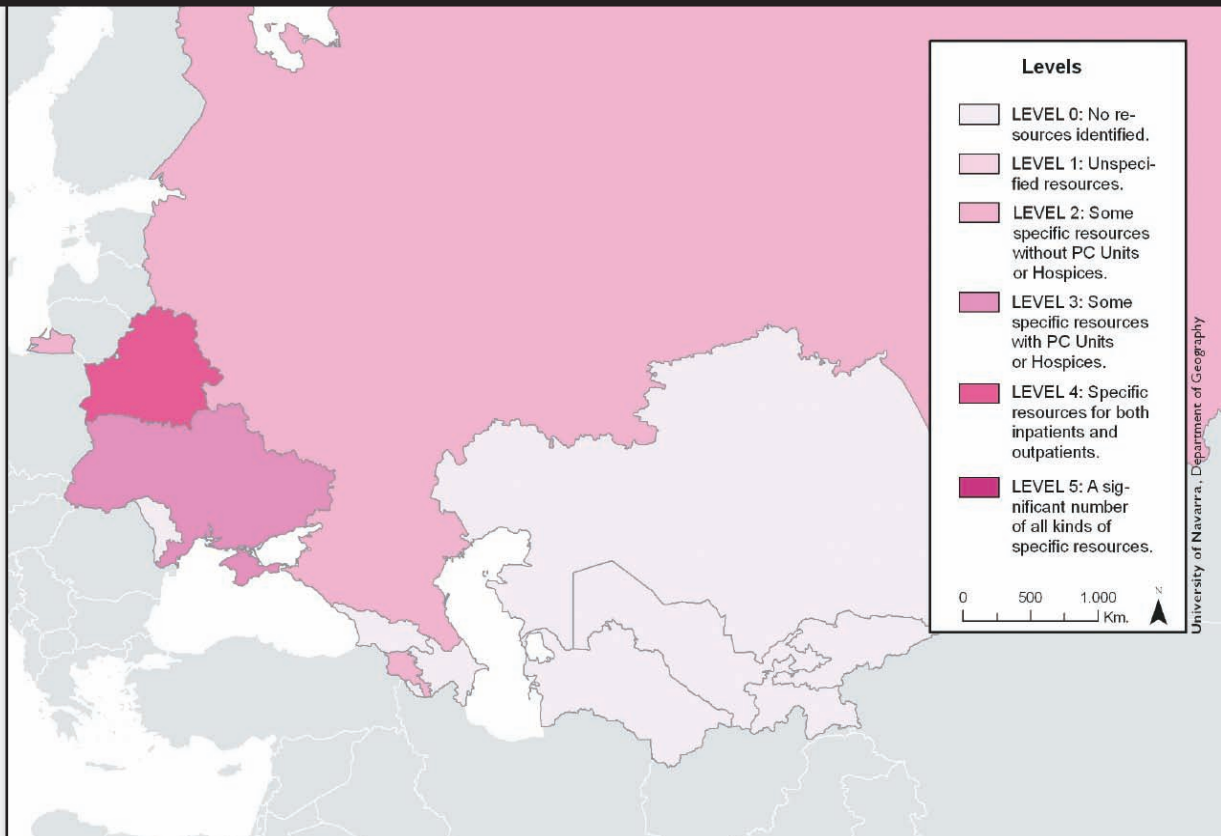 Levels
LEVEL 0: No re-
sources identified.
LEVEL 1: Unspeci-
fied resources.
LEVEL 2: Some
specific resources
without PC Units
or Hospices.
LEVEL 3: Some
specific resources
with PC Units
or Hospices.
LEVEL 4: Specific
resources for both
inpatients and
outpatients.
LEVEL 5: A sig-
nificant number
of all kinds of
specific resources.
0 500 1.000
Km.
N
University of Navarra, Department of Geography